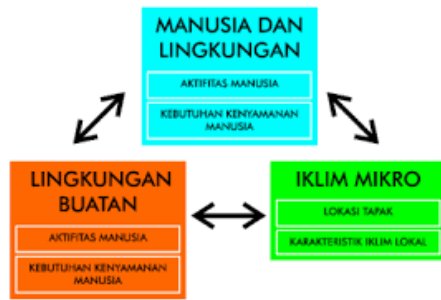 MANUSIA DAN
LINGKUNGAN
AKTIFITAS MANUSIA
KEBUTUHAN KENYAMANAN
MANUSIA
LINGKUNGAN
BUATAN
AKTIFITAS MANUSIA
KEBUTUHAN KENYAMANAN
MANUSIA
IKLIM MIKRO
LOKASI TAPAK
KARAKTERISTIK IKLIM LOKAL